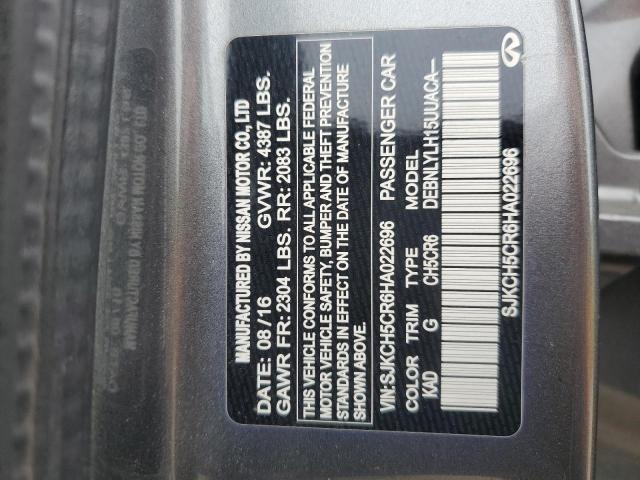 MANUFACTURED BY NISSAN MOTOR CO., LTD
DATE: 08/16 GVWR: 4387 LBS.
GAWR FR: 2304 LBS. RR: 2083 LBS.
THIS VEHICLE CONFORMS TO ALL APPLICABLE FEDERAL
MOTOR VEHICLE SAFETY, BUMPER AND THEFT PREVENTION
STANDARDS IN EFFECT ON THE DATE OF MANUFACTURE
SHOWN ABOVE.
VIN: SJKCH5CR6HA022696 PASSENGER CAR
COLOR TRIM TYPE MODEL
KAD G CH5CR6 DEBNLYLH15UUACA—
SJKCH5CR6HA022696